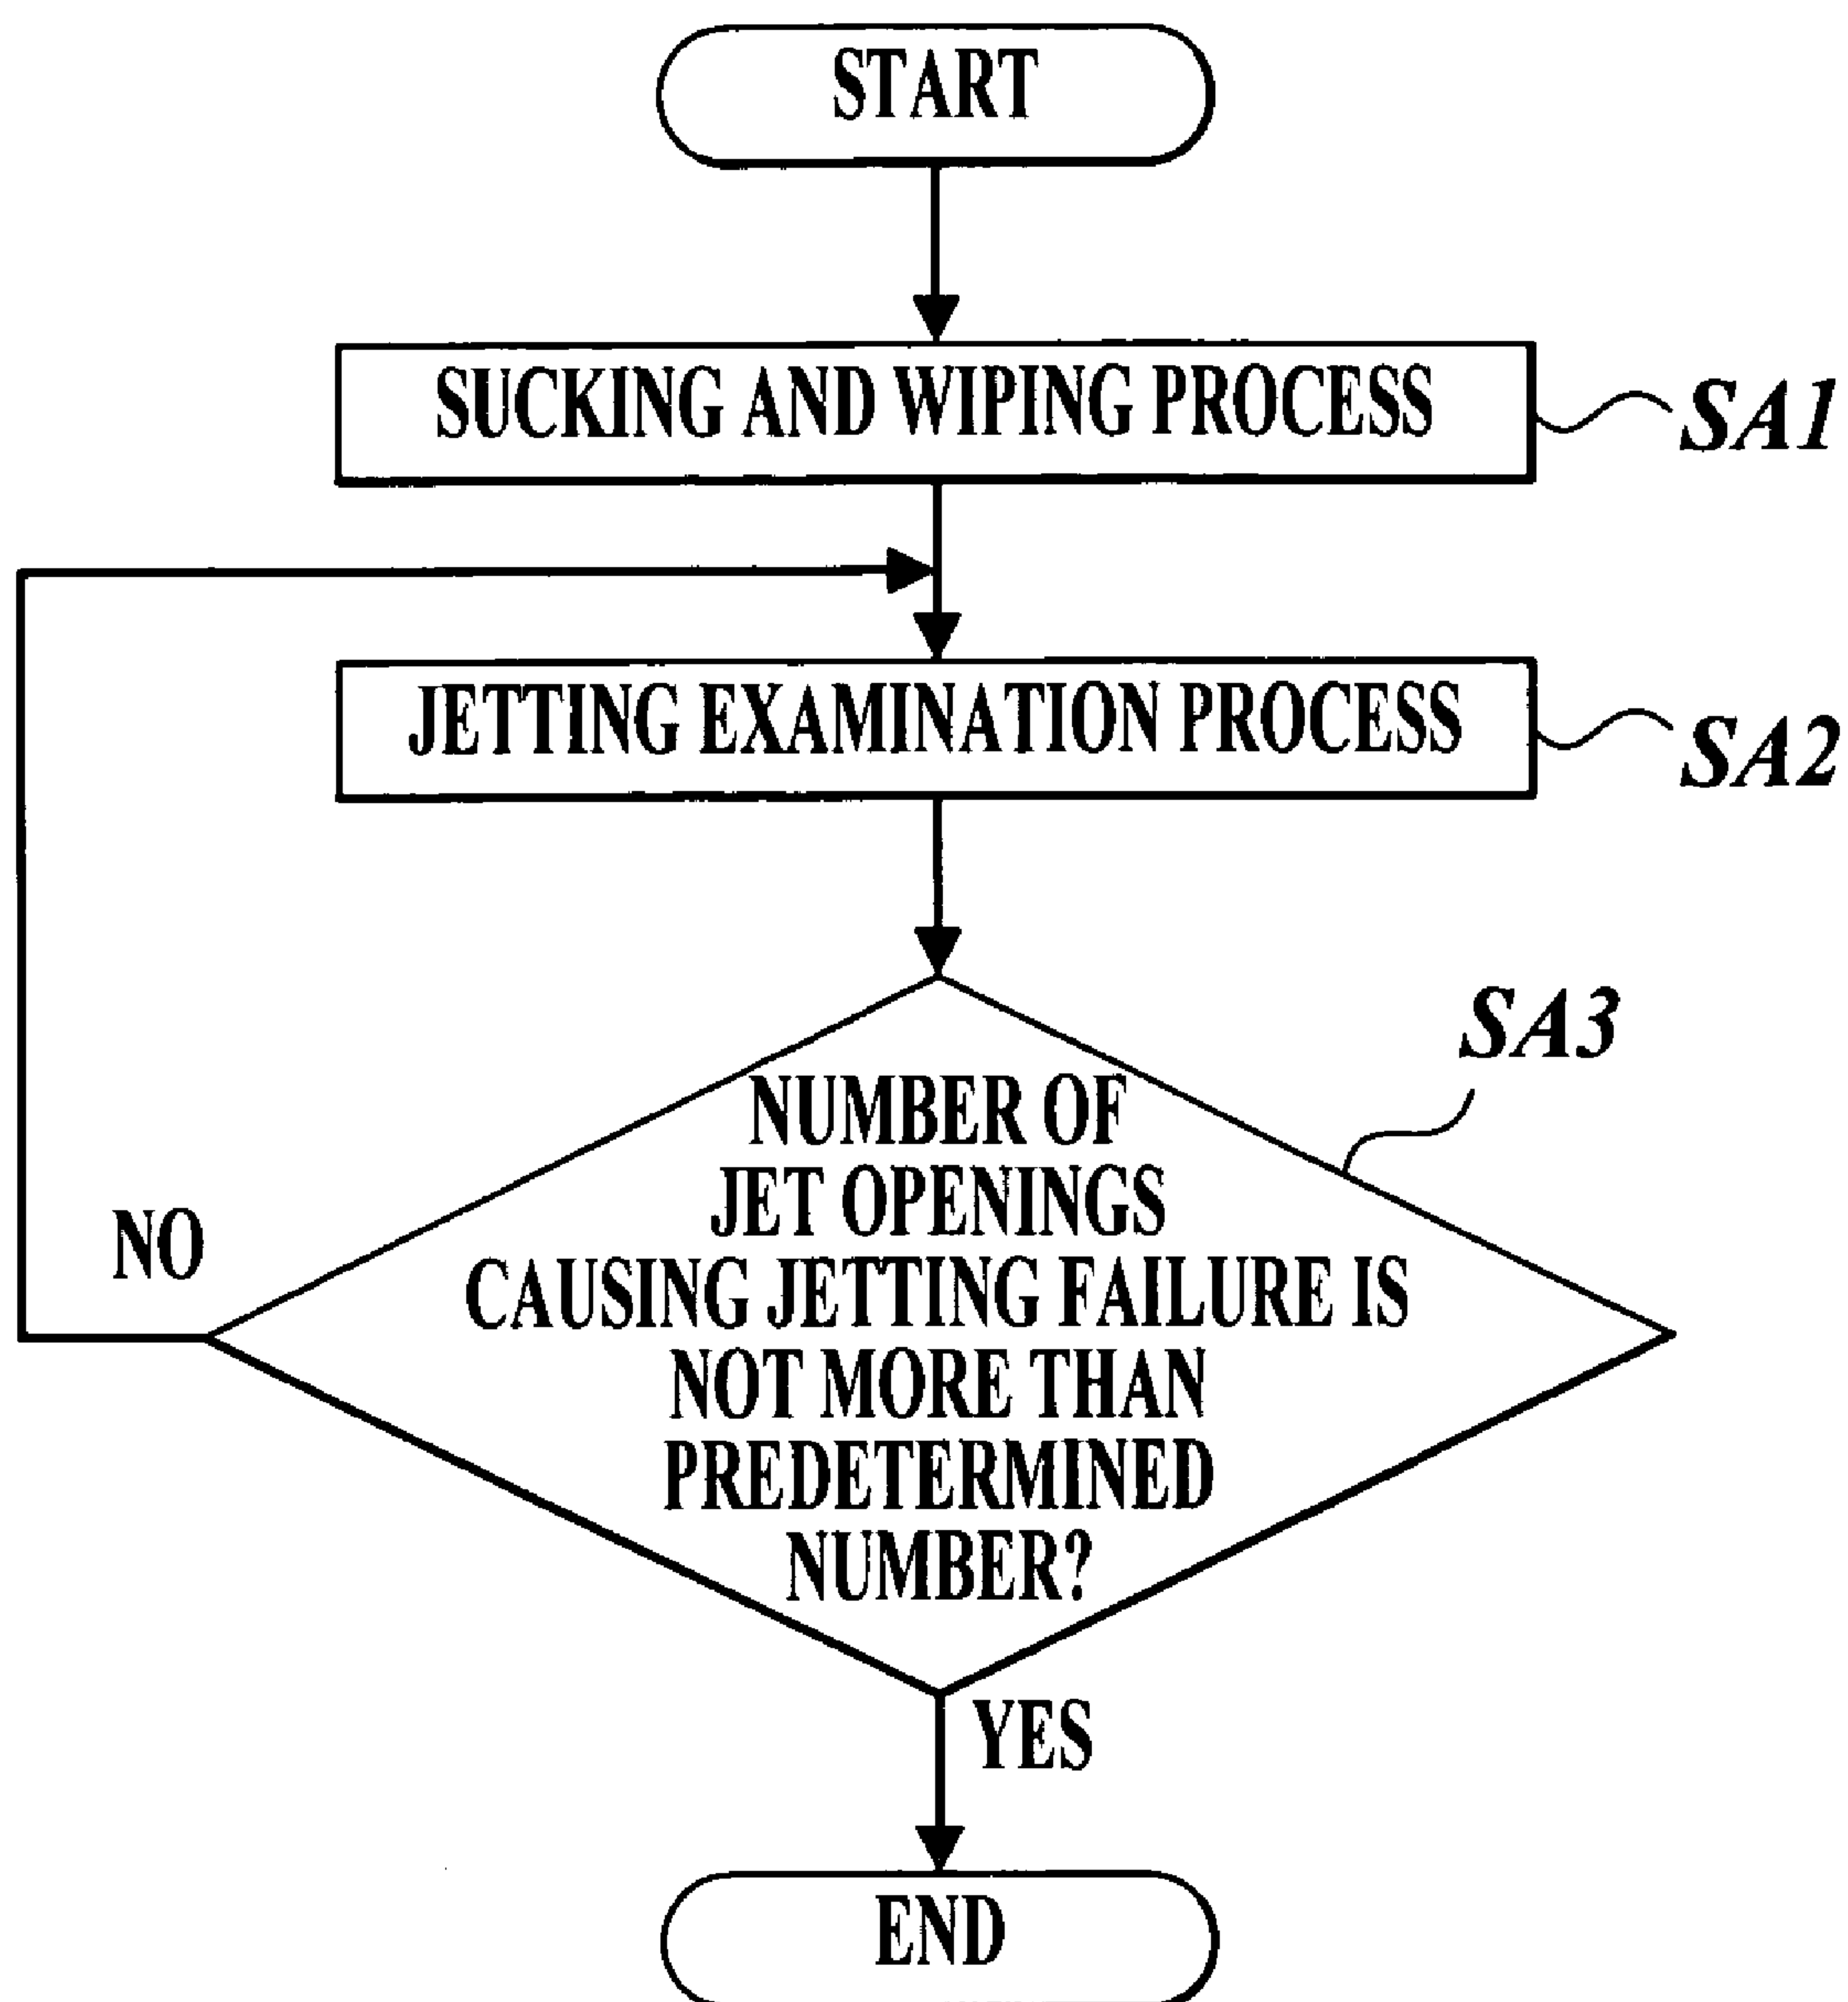 START
SUCKING AND WIPING PROCESS
SA1
JETTING EXAMINATION PROCESS
SA2
SA3
NUMBER OF
JET OPENINGS
CAUSING JETTING FAILURE IS
NOT MORE THAN
PREDETERMINED
NUMBER?
NO
YES
END